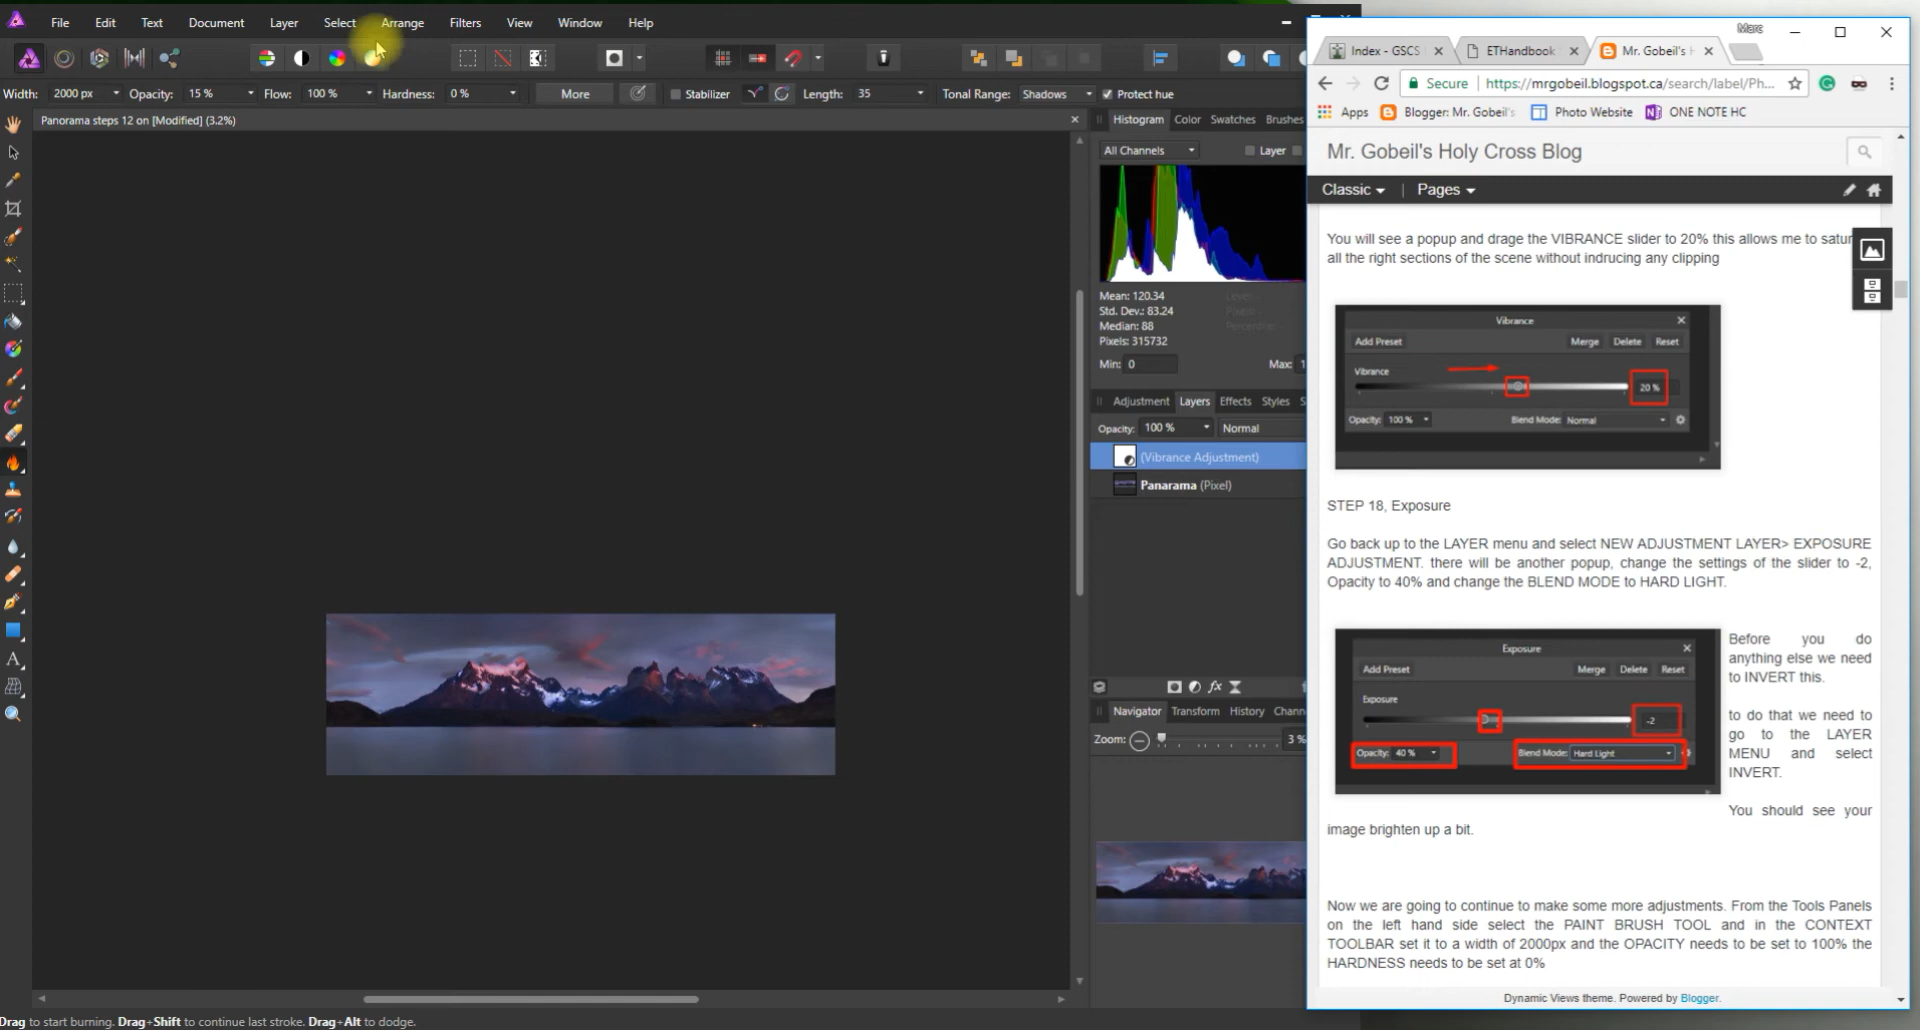 File Edit Text Document Layer Select Arrange Filters View Window Help
Width: 2000 px Opacity: 15 % Flow: 100 % Hardness: 0 % More Stabilizer Length: 35 Tonal Range: Shadows Protect hue
Panorama steps 12 on [Modified] (3.2%)
Histogram Color Swatches Brushes
All Channels Layer
Mean: 120.34
Std. Dev.: 83.24
Median: 88
Pixels: 315732
Min: 0 Max: 1
Adjustment Layers Effects Styles S
Opacity: 100 % Normal
(Vibrance Adjustment)
Panarama (Pixel)
fx
Navigator Transform History Chann
Zoom: 3 %
Drag to start burning. Drag+Shift to continue last stroke. Drag+Alt to dodge.
Marc
Index - GSCS ETHandbook Mr. Gobeil's H
Secure https://mrgobeil.blogspot.ca/search/label/Ph...
Apps Blogger: Mr. Gobeil's Photo Website ONE NOTE HC
Mr. Gobeil's Holy Cross Blog
Classic Pages
You will see a popup and drage the VIBRANCE slider to 20% this allows me to satur
all the right sections of the scene without indrucing any clipping
Vibrance
Add Preset Merge Delete Reset
Vibrance
20 %
Opacity: 100 % Blend Mode: Normal
STEP 18, Exposure
Go back up to the LAYER menu and select NEW ADJUSTMENT LAYER> EXPOSURE
ADJUSTMENT. there will be another popup, change the settings of the slider to -2,
Opacity to 40% and change the BLEND MODE to HARD LIGHT.
Exposure
Add Preset Merge Delete Reset
Exposure
-2
Opacity: 40 % Blend Mode: Hard Light
Before you do
anything else we need
to INVERT this.
to do that we need to
go to the LAYER
MENU and select
INVERT.
You should see your
image brighten up a bit.
Now we are going to continue to make some more adjustments. From the Tools Panels
on the left hand side select the PAINT BRUSH TOOL and in the CONTEXT
TOOLBAR set it to a width of 2000px and the OPACITY needs to be set to 100% the
HARDNESS needs to be set at 0%
Dynamic Views theme. Powered by Blogger.